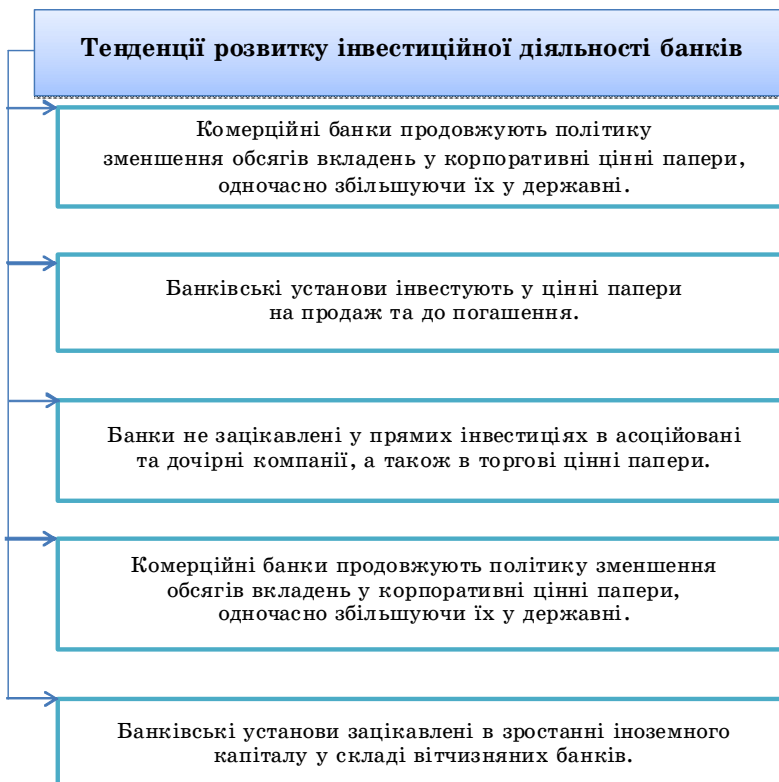 Тенденції розвитку інвестиційної діяльності банків
Комерційні банки продовжують політику
зменшення обсягів вкладень у корпоративні цінні папери,
одночасно збільшуючи їх у державні.
Банківські установи інвестують у цінні папери
на продаж та до погашення.
Банки не зацікавлені у прямих інвестиціях в асоційовані
та дочірні компанії, а також в торгові цінні папери.
Комерційні банки продовжують політику зменшення
обсягів вкладень у корпоративні цінні папери,
одночасно збільшуючи їх у державні.
Банківські установи зацікавлені в зростанні іноземного
капіталу у складі вітчизняних банків.